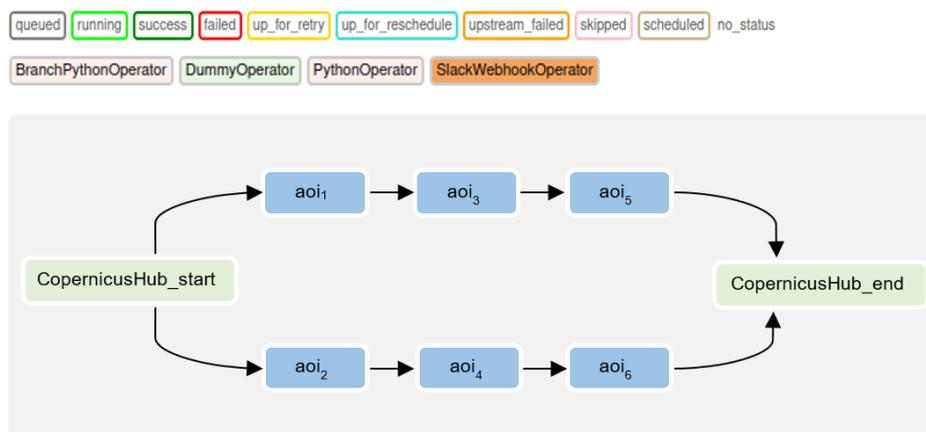 queued running success failed up_for_retry up_for_reschedule upstream_failed skipped scheduled no_status
BranchPythonOperator DummyOperator PythonOperator SlackWebhookOperator
aoi₁ aoi₃ aoi₅
CopernicusHub_start CopernicusHub_end
aoi₂ aoi₄ aoi₆